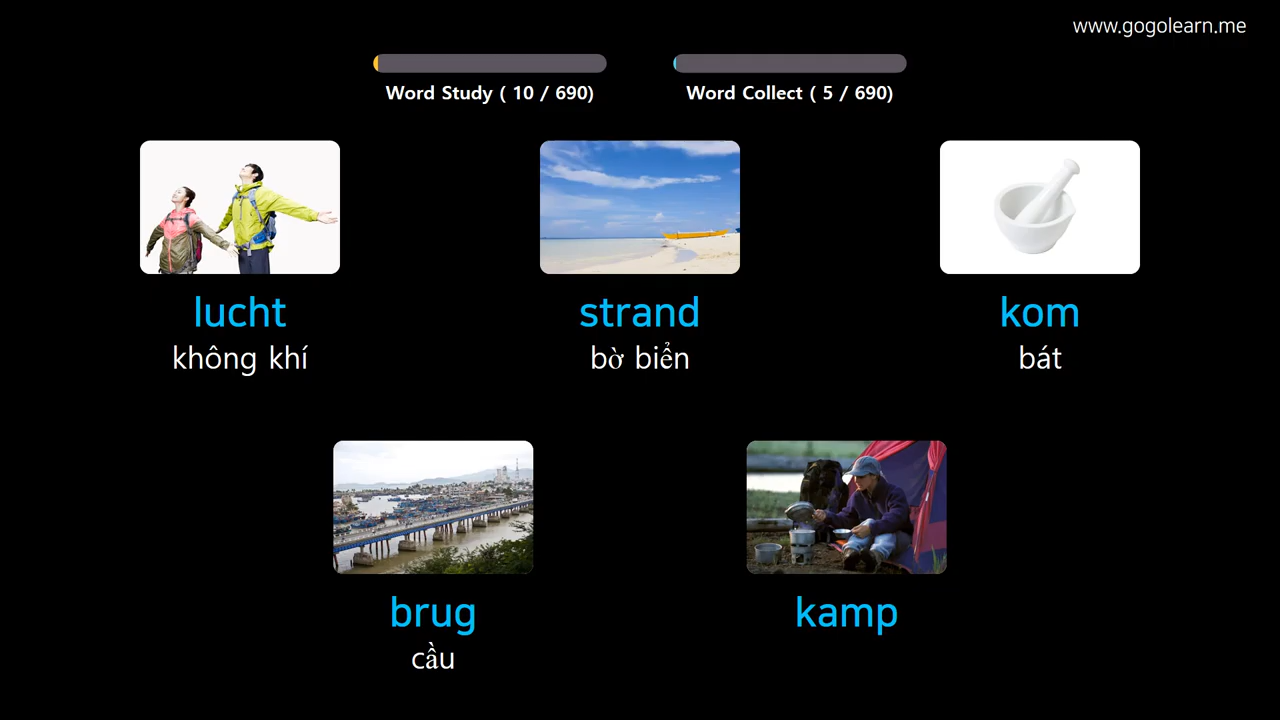 www.gogolearn.me
Word Study ( 10 / 690)
Word Collect ( 5 / 690)
lucht
không khí
strand
bờ biển
kom
bát
brug
cầu
kamp